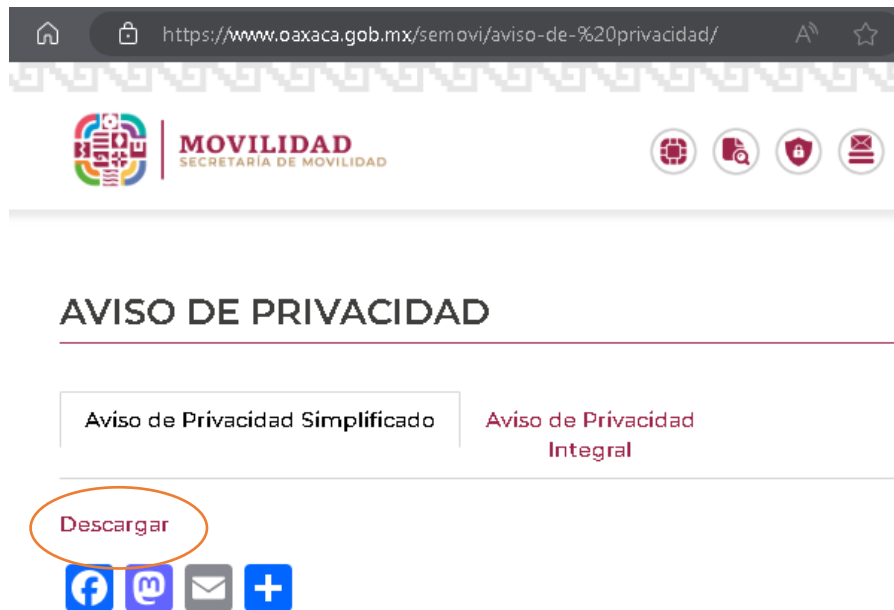 https://www.oaxaca.gob.mx/semovi/aviso-de-%20privacidad/
MOVILIDAD
SECRETARÍA DE MOVILIDAD
AVISO DE PRIVACIDAD
Aviso de Privacidad Simplificado
Aviso de Privacidad
Integral
Descargar